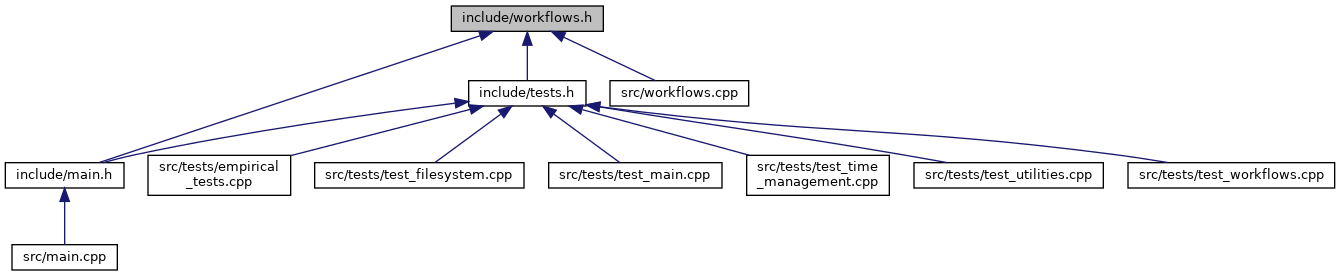 include/workflows.h
include/tests.h
src/workflows.cpp
include/main.h
src/tests/empirical
_tests.cpp
src/tests/test_filesystem.cpp
src/tests/test_main.cpp
src/tests/test_time
_management.cpp
src/tests/test_utilities.cpp
src/tests/test_workflows.cpp
src/main.cpp